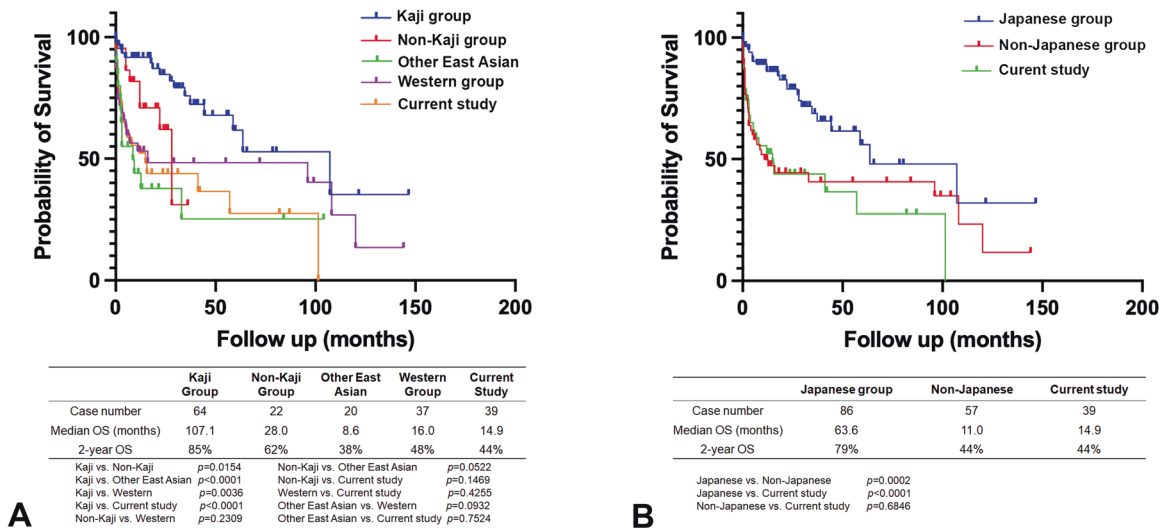 Kaji group
Non-Kaji group
Other East Asian
Western group
Current study
100
50
0
Probability of Survival
0 50 100 150 200
Follow up (months)
Kaji Group Non-Kaji Group Other East Asian Western Group Current Study
Case number 64 22 20 37 39
Median OS (months) 107.1 28.0 8.6 16.0 14.9
2-year OS 85% 62% 38% 48% 44%
Kaji vs. Non-Kaji p=0.0154 Non-Kaji vs. Other East Asian p=0.0522
Kaji vs. Other East Asian p<0.0001 Non-Kaji vs. Current study p=0.1469
Kaji vs. Western p=0.0036 Western vs. Current study p=0.4255
Kaji vs. Current study p<0.0001 Other East Asian vs. Western p=0.0932
Non-Kaji vs. Western p=0.2309 Other East Asian vs. Current study p=0.7524
A
Japanese group
Non-Japanese group
Curent study
100
50
0
Probability of Survival
0 50 100 150 200
Follow up (months)
Japanese group Non-Japanese Current study
Case number 86 57 39
Median OS (months) 63.6 11.0 14.9
2-year OS 79% 44% 44%
Japanese vs. Non-Japanese p=0.0002
Japanese vs. Current study p<0.0001
Non-Japanese vs. Current study p=0.6846
B